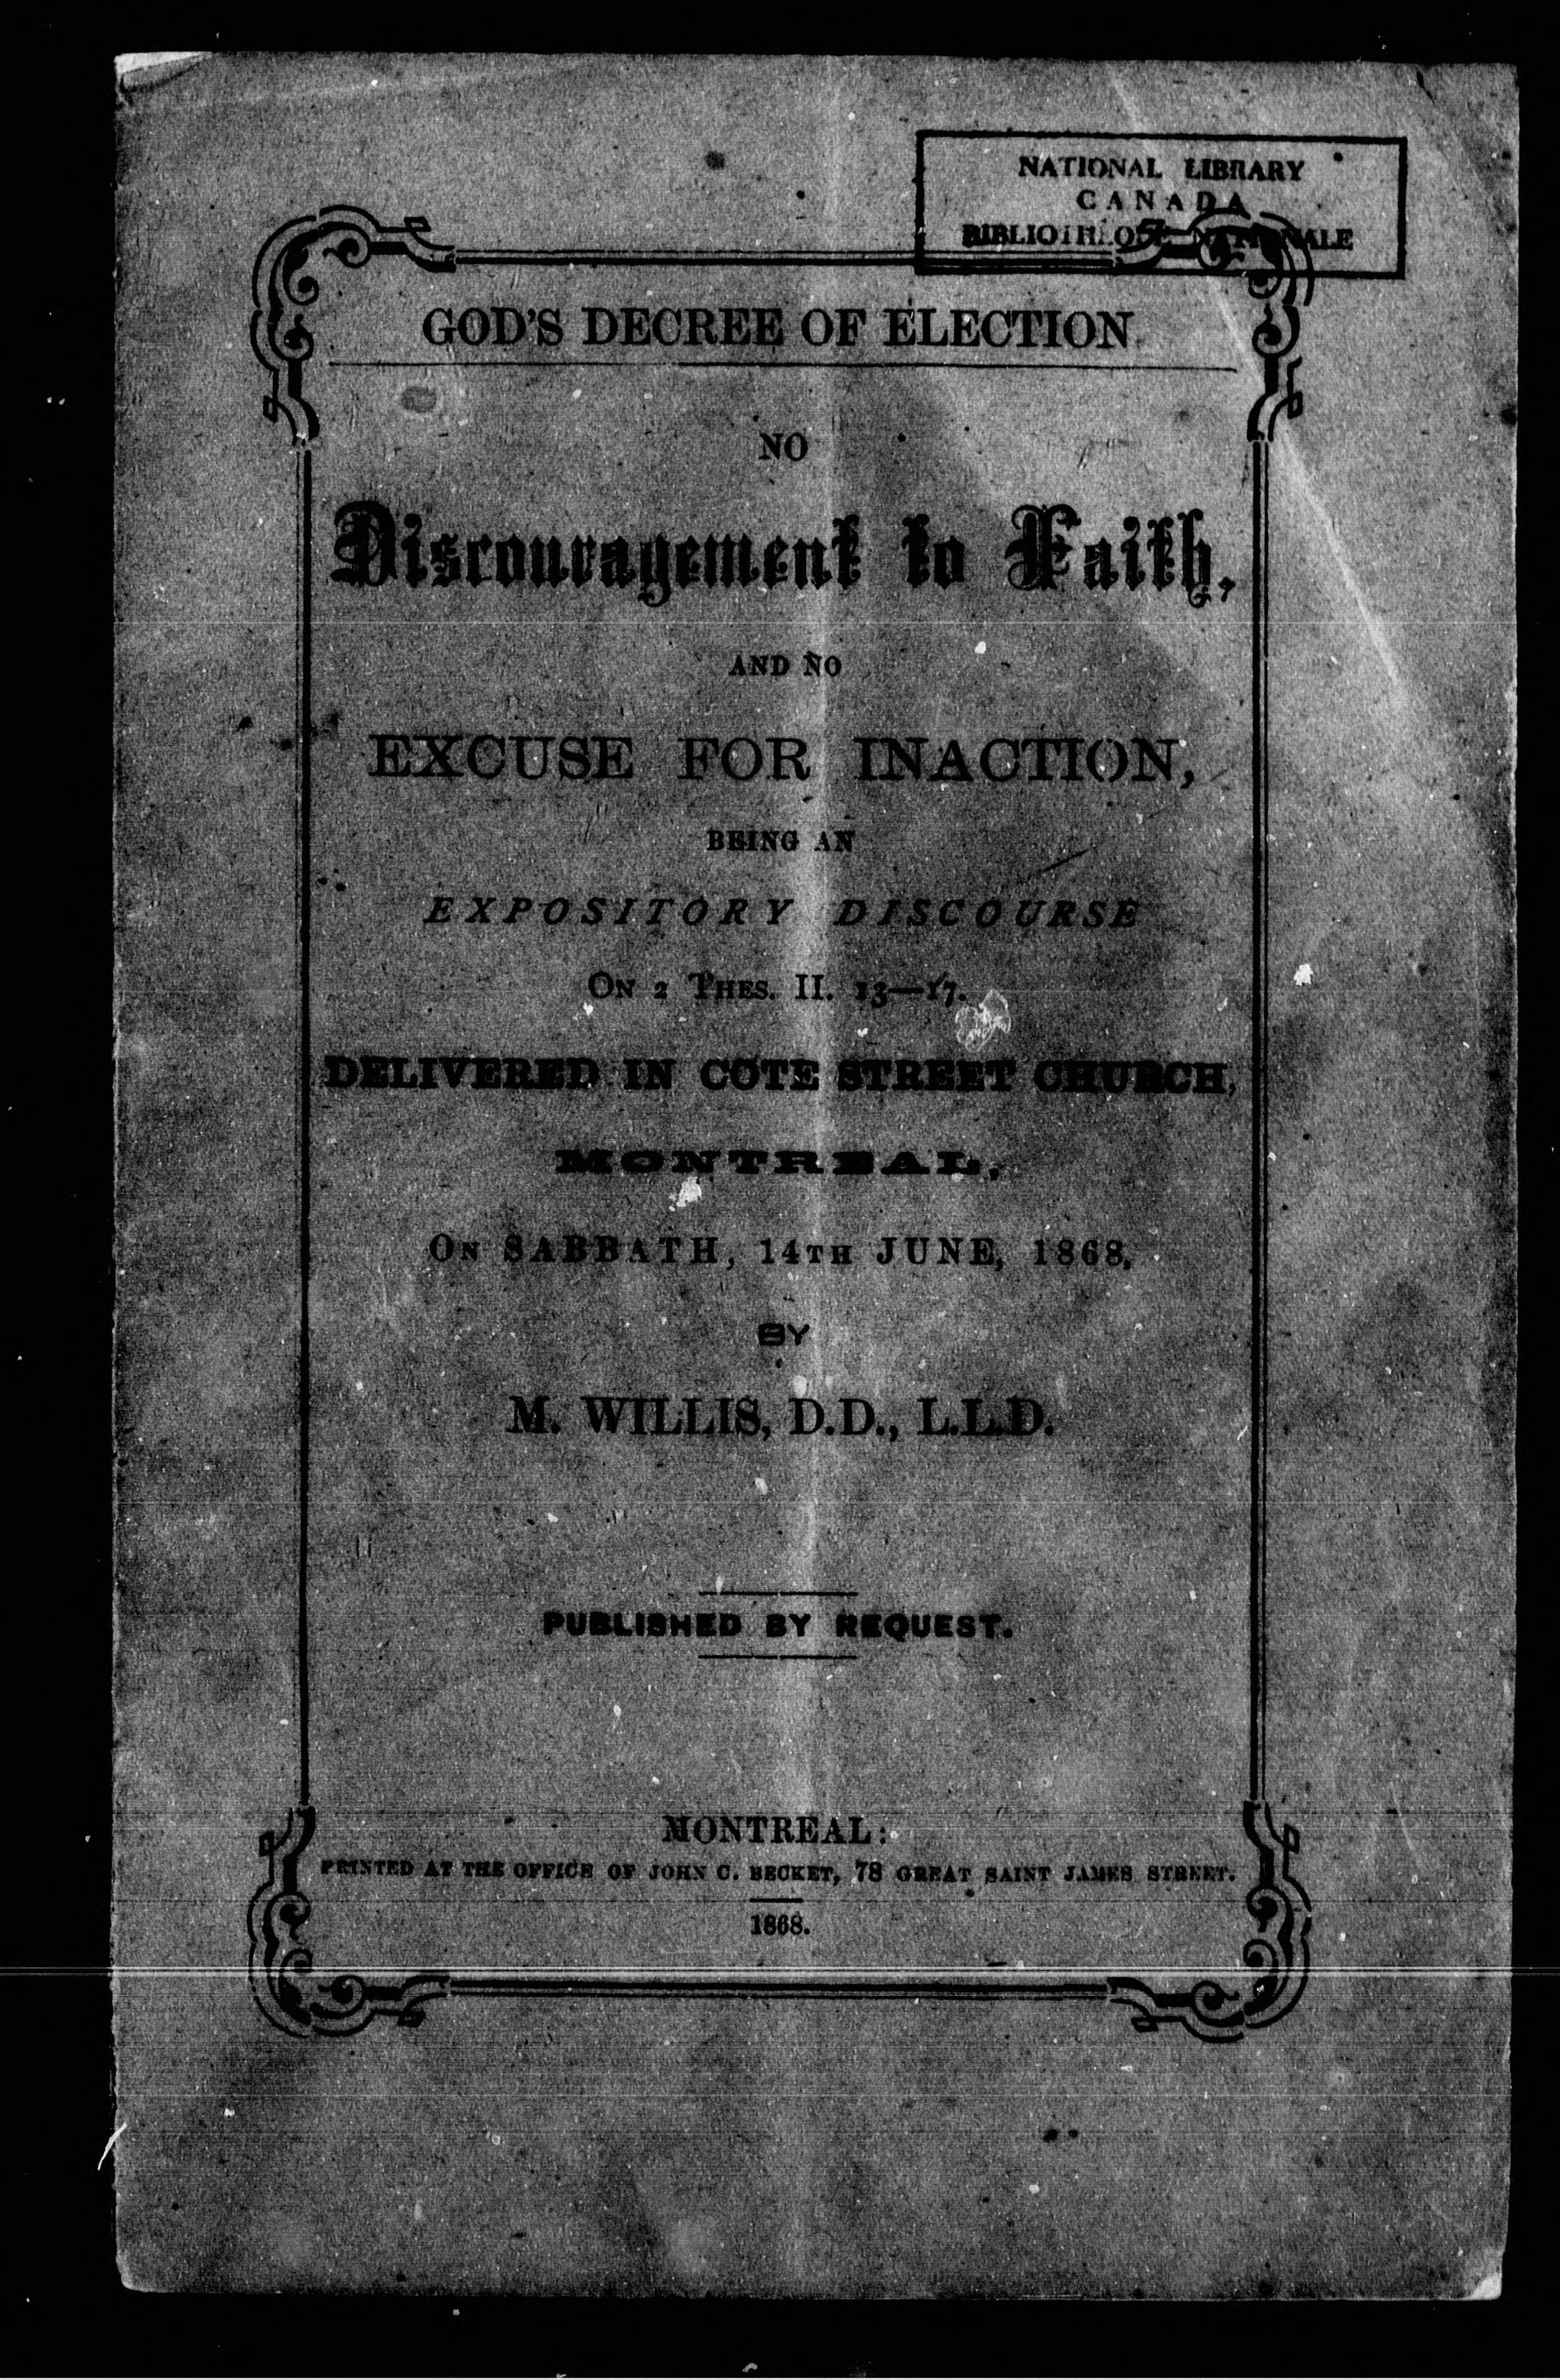 NATIONAL LIBRARY
CANADA
BIBLIOTHEQUE NATIONALE
GOD'S DECREE OF ELECTION
NO
Discouragement to Faith,
AND NO
EXCUSE FOR INACTION,
BEING AN
EXPOSITORY DISCOURSE
ON 2 THES. II. 13—17.
DELIVERED IN COTE STREET CHURCH,
MONTREAL,
ON SABBATH, 14TH JUNE, 1868,
BY
M. WILLIS, D.D., L.L.D.
PUBLISHED BY REQUEST.
MONTREAL:
PRINTED AT THE OFFICE OF JOHN C. BECKET, 78 GREAT SAINT JAMES STREET.
1868.